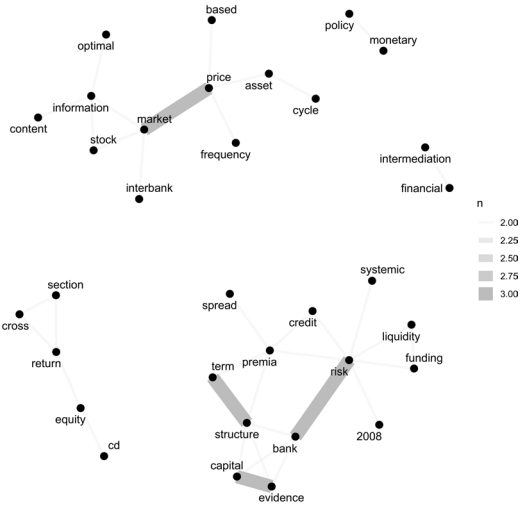 based
policy
optimal
monetary
price
asset
information
cycle
market
content
stock
frequency
intermediation
interbank
financial
n
2.00
2.25
2.50
2.75
3.00
systemic
section
spread
credit
cross
liquidity
premia
funding
return
term
risk
equity
structure
2008
bank
cd
capital
evidence